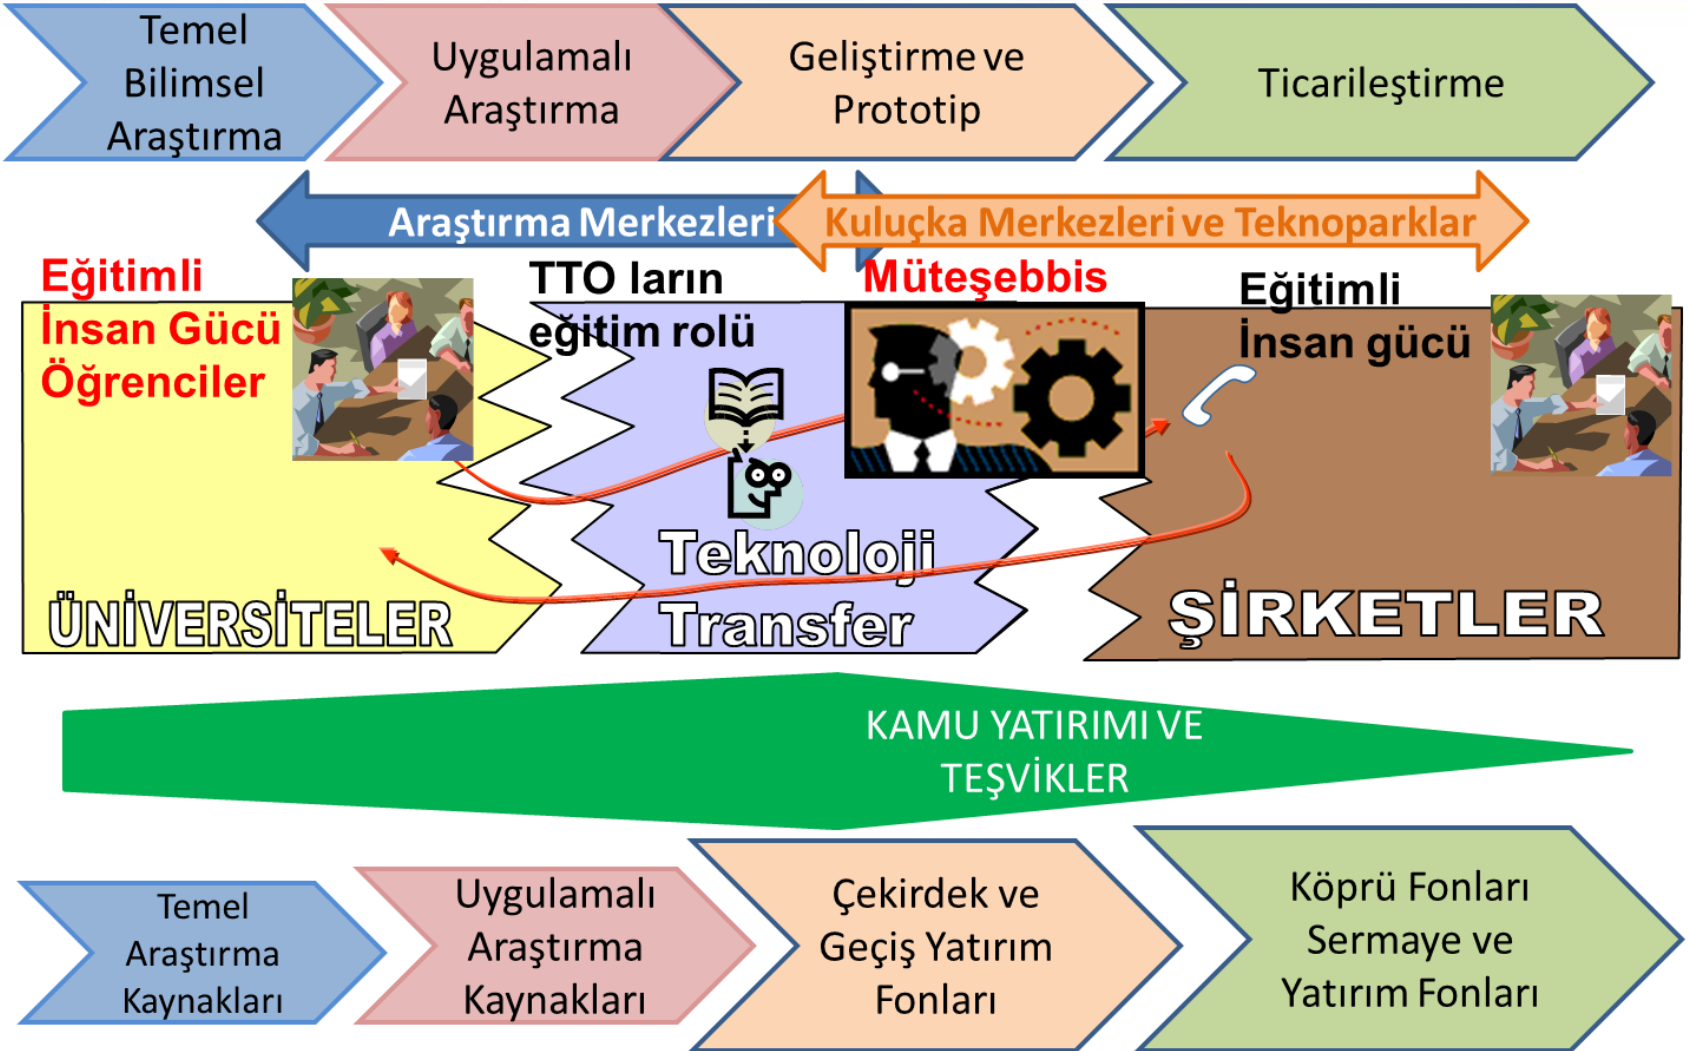 Temel
Bilimsel
Araştırma
Uygulamalı
Araştırma
Geliştirme ve
Prototip
Ticarileştirme
Araştırma Merkezleri
Kuluçka Merkezleri ve Teknoparklar
Eğitimli
İnsan Gücü
Öğrenciler
TTO ların
eğitim rolü
Müteşebbis
Eğitimli
İnsan gücü
ÜNİVERSİTELER
Teknoloji
Transfer
ŞİRKETLER
KAMU YATIRIMI VE
TEŞVİKLER
Temel
Araştırma
Kaynakları
Uygulamalı
Araştırma
Kaynakları
Çekirdek ve
Geçiş Yatırım
Fonları
Köprü Fonları
Sermaye ve
Yatırım Fonları